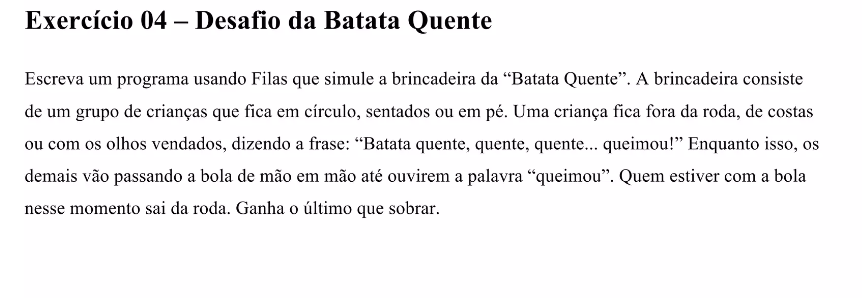 Exercício 04 – Desafio da Batata Quente
Escreva um programa usando Filas que simule a brincadeira da “Batata Quente”. A brincadeira consiste
de um grupo de crianças que fica em círculo, sentados ou em pé. Uma criança fica fora da roda, de costas
ou com os olhos vendados, dizendo a frase: “Batata quente, quente, quente... queimou!” Enquanto isso, os
demais vão passando a bola de mão em mão até ouvirem a palavra “queimou”. Quem estiver com a bola
nesse momento sai da roda. Ganha o último que sobrar.